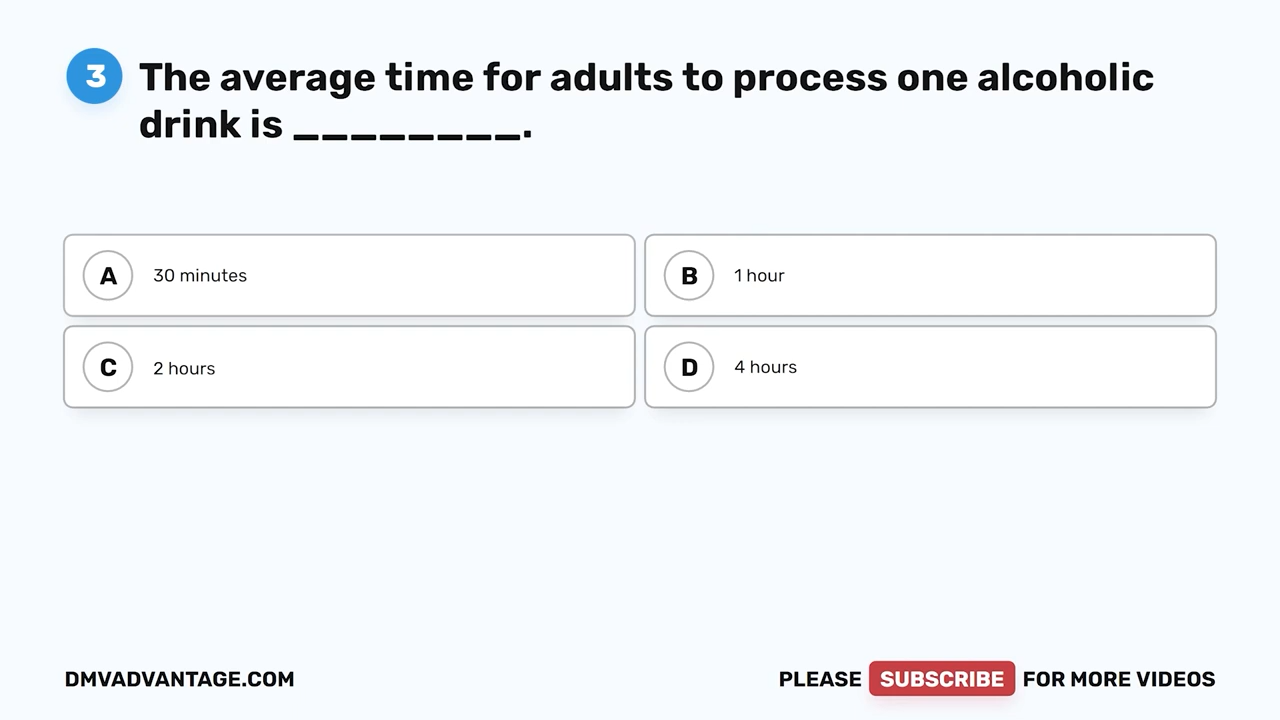 3
The average time for adults to process one alcoholic
drink is ________.
A 30 minutes
B 1 hour
C 2 hours
D 4 hours
DMVADVANTAGE.COM
PLEASE SUBSCRIBE FOR MORE VIDEOS